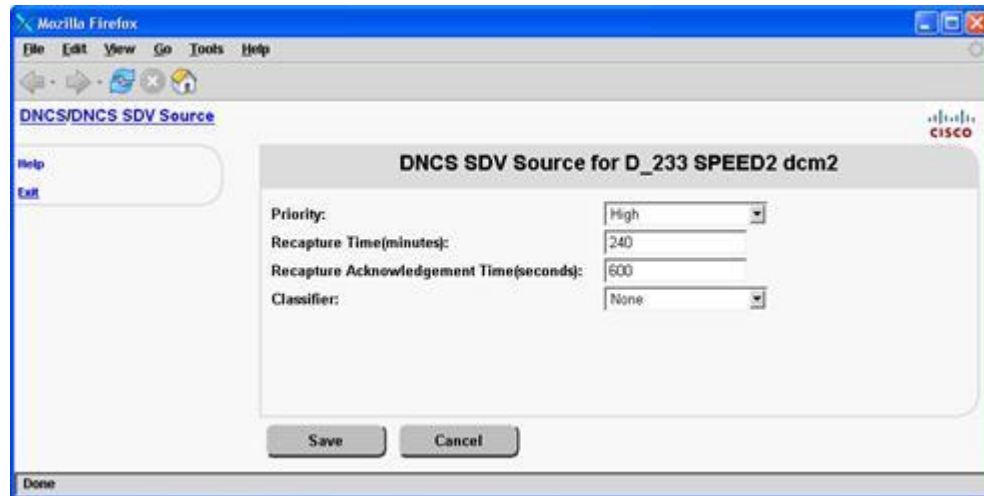 Mozilla Firefox
File Edit View Go Tools Help
DNCS/DNCS SDV Source
CISCO
Help
Exit
DNCS SDV Source for D_233 SPEED2 dcm2
Priority: High
Recapture Time(minutes): 240
Recapture Acknowledgement Time(seconds): 600
Classifier: None
Save Cancel
Done